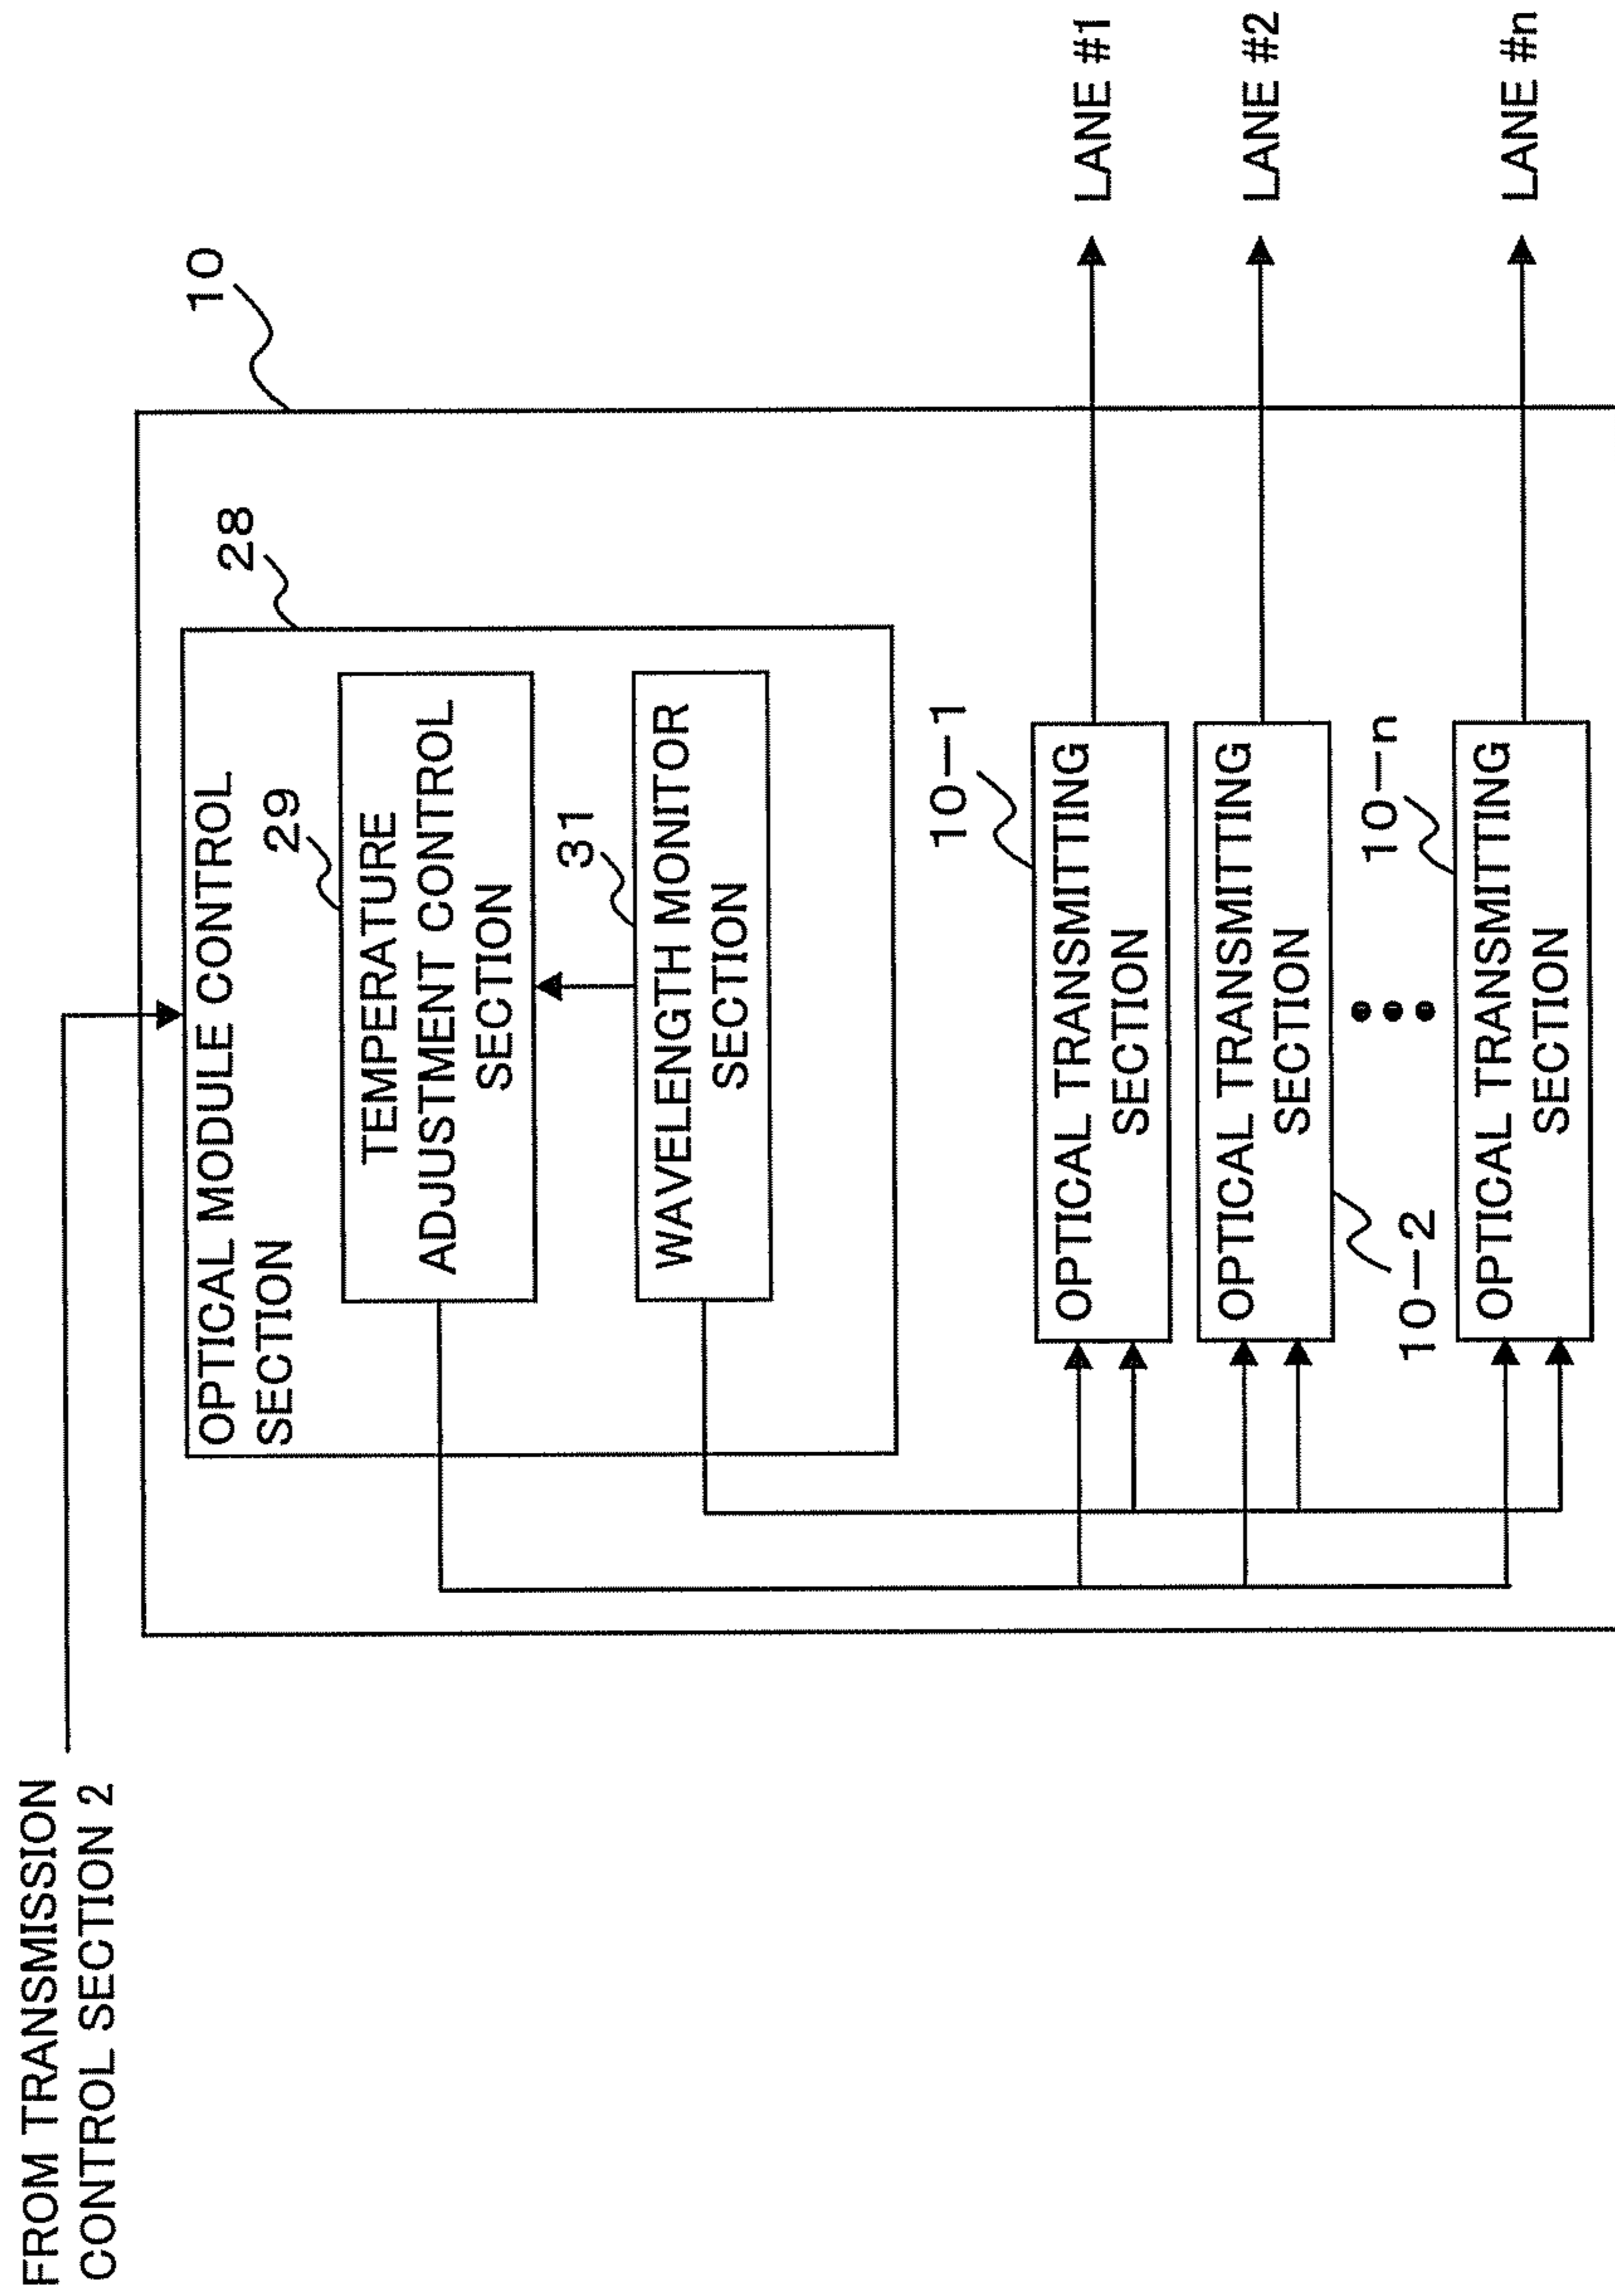 FROM TRANSMISSION
CONTROL SECTION 2
10
28
OPTICAL MODULE CONTROL
SECTION
29
TEMPERATURE
ADJUSTMENT CONTROL
SECTION
31
WAVELENGTH MONITOR
SECTION
10-1
OPTICAL TRANSMITTING
SECTION
LANE #1
OPTICAL TRANSMITTING
SECTION
LANE #2
10-2
10-n
OPTICAL TRANSMITTING
SECTION
LANE #n